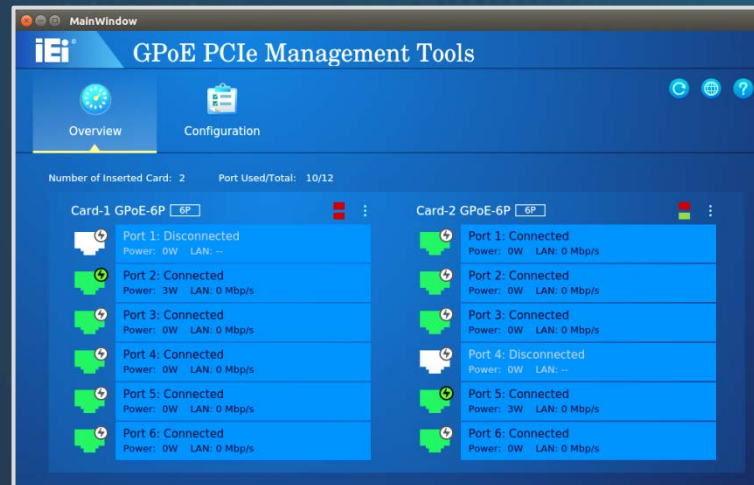 MainWindow
iEi® GPoE PCIe Management Tools
Overview
Configuration
?
Number of Inserted Card: 2 Port Used/Total: 10/12
Card-1 GPoE-6P 6P
Port 1: Disconnected
Power: 0W LAN: --
Port 2: Connected
Power: 3W LAN: 0 Mbp/s
Port 3: Connected
Power: 0W LAN: 0 Mbp/s
Port 4: Connected
Power: 0W LAN: 0 Mbp/s
Port 5: Connected
Power: 0W LAN: 0 Mbp/s
Port 6: Connected
Power: 0W LAN: 0 Mbp/s
Card-2 GPoE-6P 6P
Port 1: Connected
Power: 0W LAN: 0 Mbp/s
Port 2: Connected
Power: 0W LAN: 0 Mbp/s
Port 3: Connected
Power: 0W LAN: 0 Mbp/s
Port 4: Disconnected
Power: 0W LAN: --
Port 5: Connected
Power: 3W LAN: 0 Mbp/s
Port 6: Connected
Power: 0W LAN: 0 Mbp/s